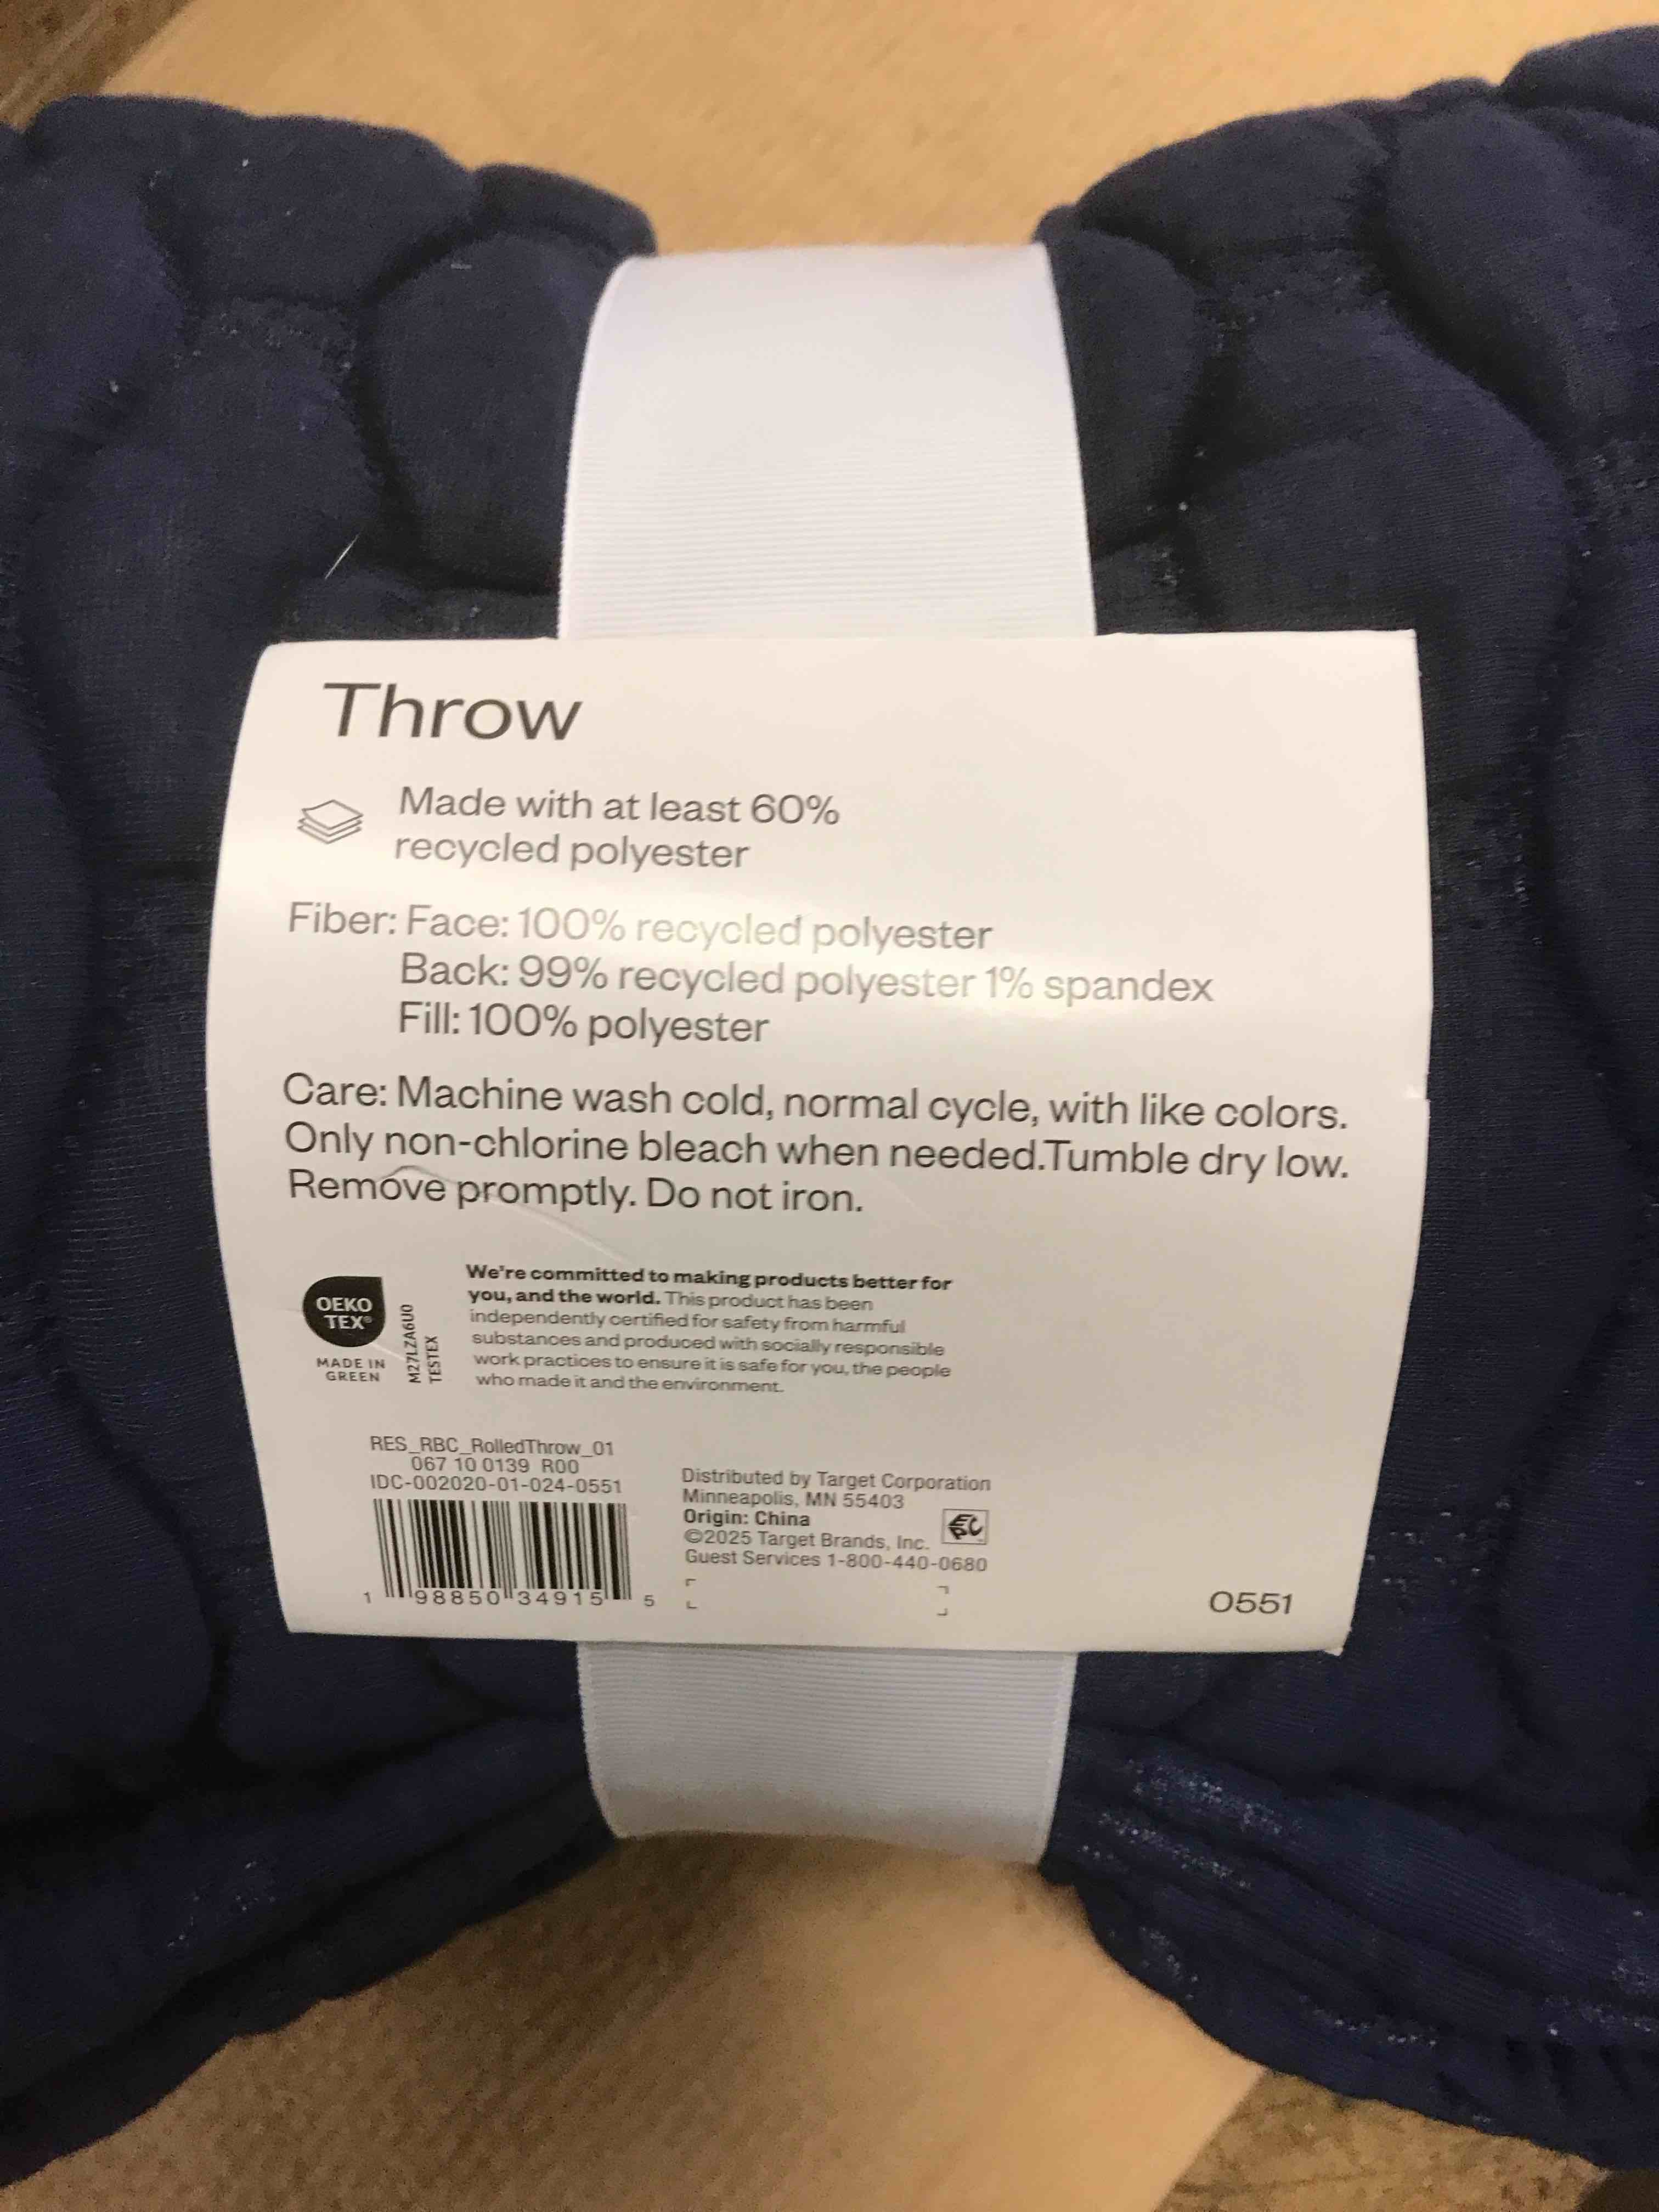 Throw
Made with at least 60%
recycled polyester
Fiber: Face: 100% recycled polyester
Back: 99% recycled polyester 1% spandex
Fill: 100% polyester
Care: Machine wash cold, normal cycle, with like colors.
Only non-chlorine bleach when needed.Tumble dry low.
Remove promptly. Do not iron.
OEKO
TEX®
MADE IN
GREEN
M27LZA6U0
TESTEX
We're committed to making products better for
you, and the world. This product has been
independently certified for safety from harmful
substances and produced with socially responsible
work practices to ensure it is safe for you, the people
who made it and the environment.
RES_RBC_RolledThrow_01
067 10 0139 R00
IDC-002020-01-024-0551
1 98850 34915 5
Distributed by Target Corporation
Minneapolis, MN 55403
Origin: China
©2025 Target Brands, Inc.
Guest Services 1-800-440-0680
0551